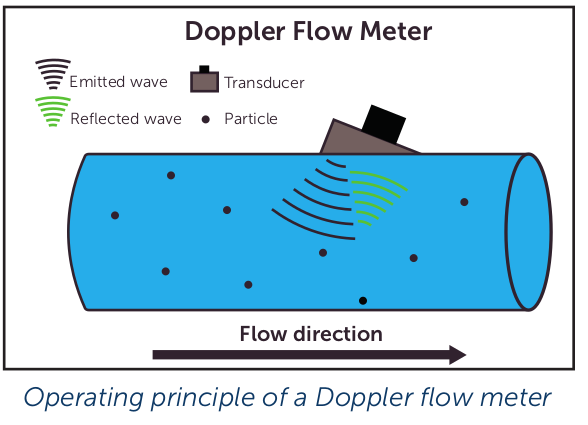 Doppler Flow Meter
Emitted wave
Transducer
Reflected wave
Particle
Flow direction
Operating principle of a Doppler flow meter